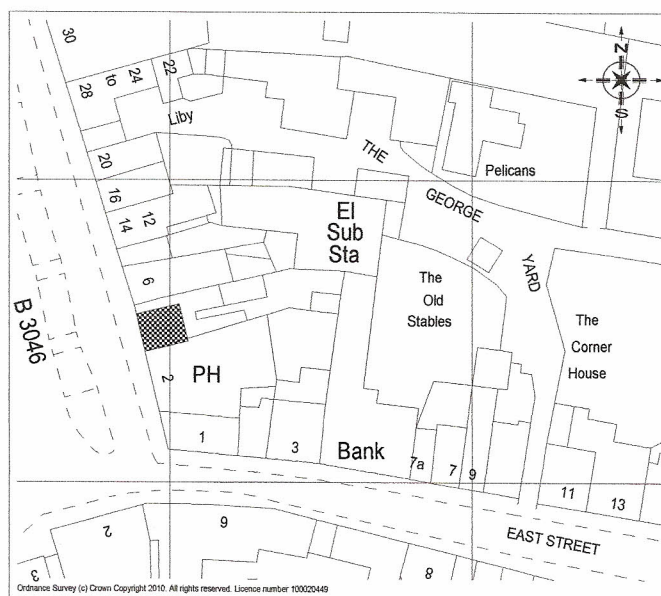 30
28
to
24
22
Liby
20
16
14
12
6
2
B 3046
PH
1
3
Bank
El
Sub
Sta
THE
GEORGE
YARD
Pelicans
The
Old
Stables
The
Corner
House
7a
7
9
11
13
EAST STREET
2
6
3
8
N
S
Ordnance Survey (c) Crown Copyright 2010. All rights reserved. Licence number 100020449